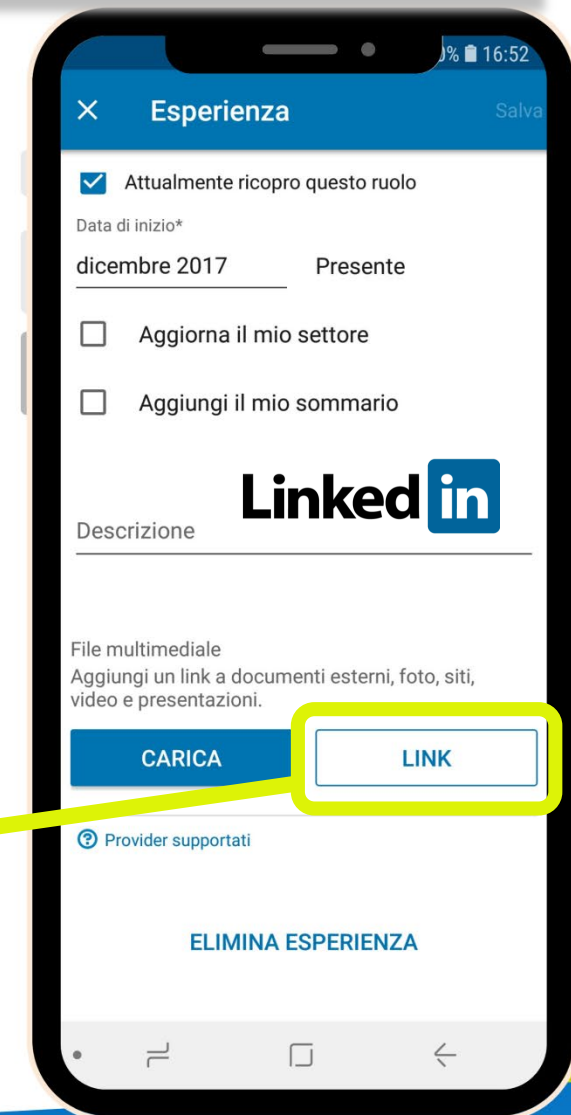 % 16:52
Esperienza Salva
Attualmente ricopro questo ruolo
Data di inizio*
dicembre 2017 Presente
Aggiorna il mio settore
Aggiungi il mio sommario
Linked in
Descrizione
File multimediale
Aggiungi un link a documenti esterni, foto, siti,
video e presentazioni.
CARICA LINK
Provider supportati
ELIMINA ESPERIENZA